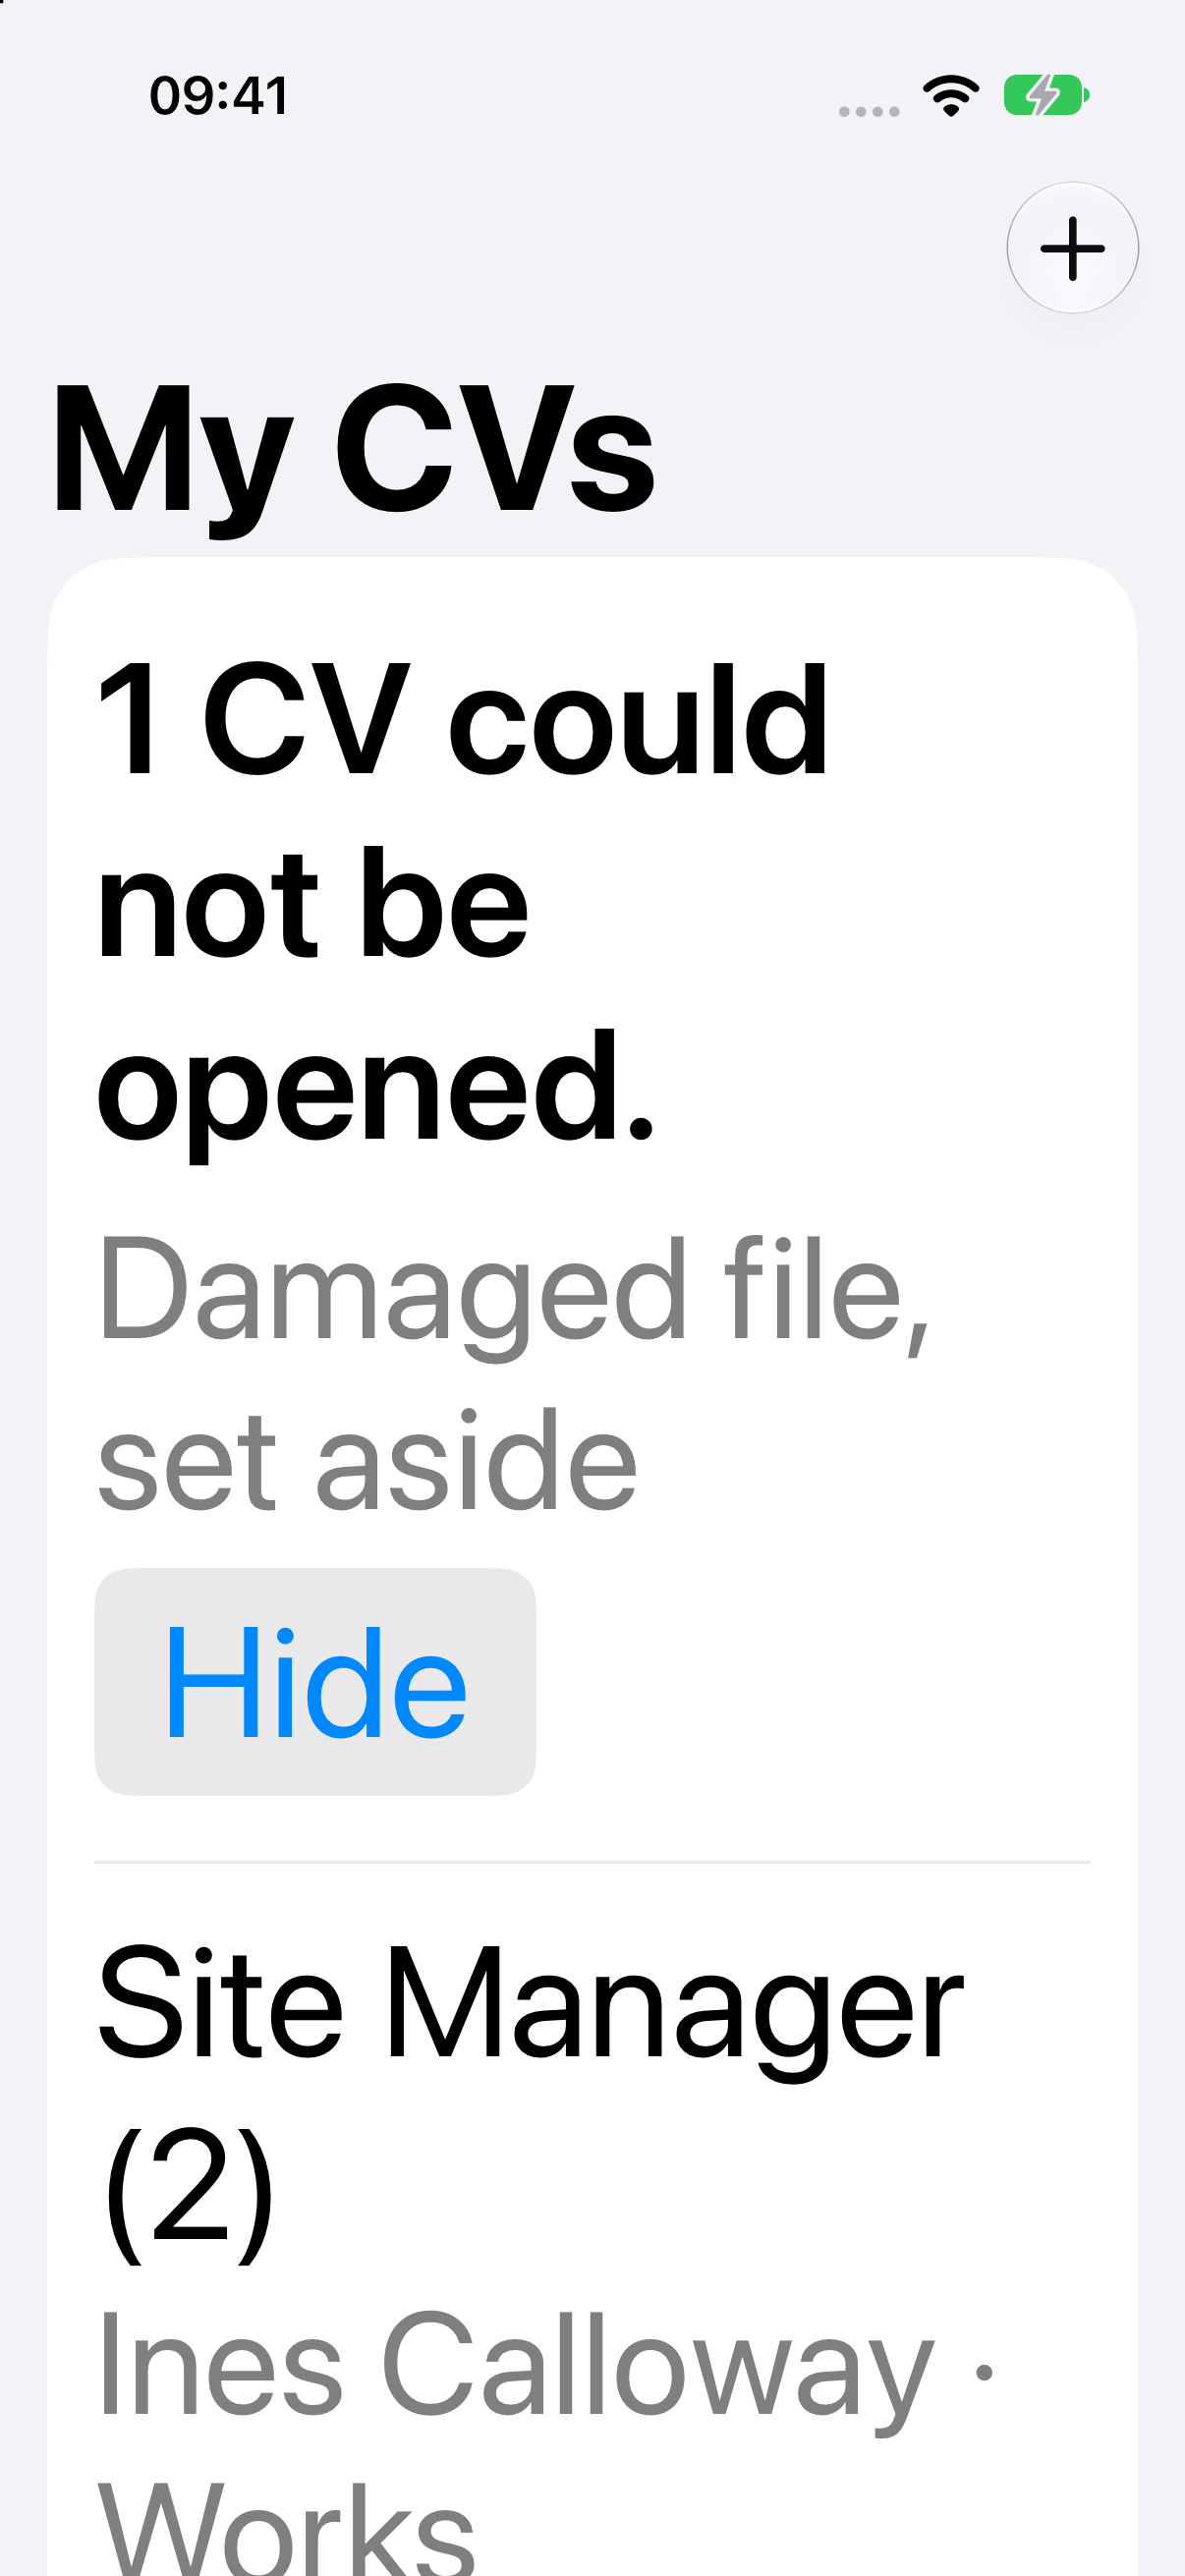 09:41
My CVs
1 CV could
not be
opened.
Damaged file,
set aside
Hide
Site Manager
(2)
Ines Calloway ·
Works